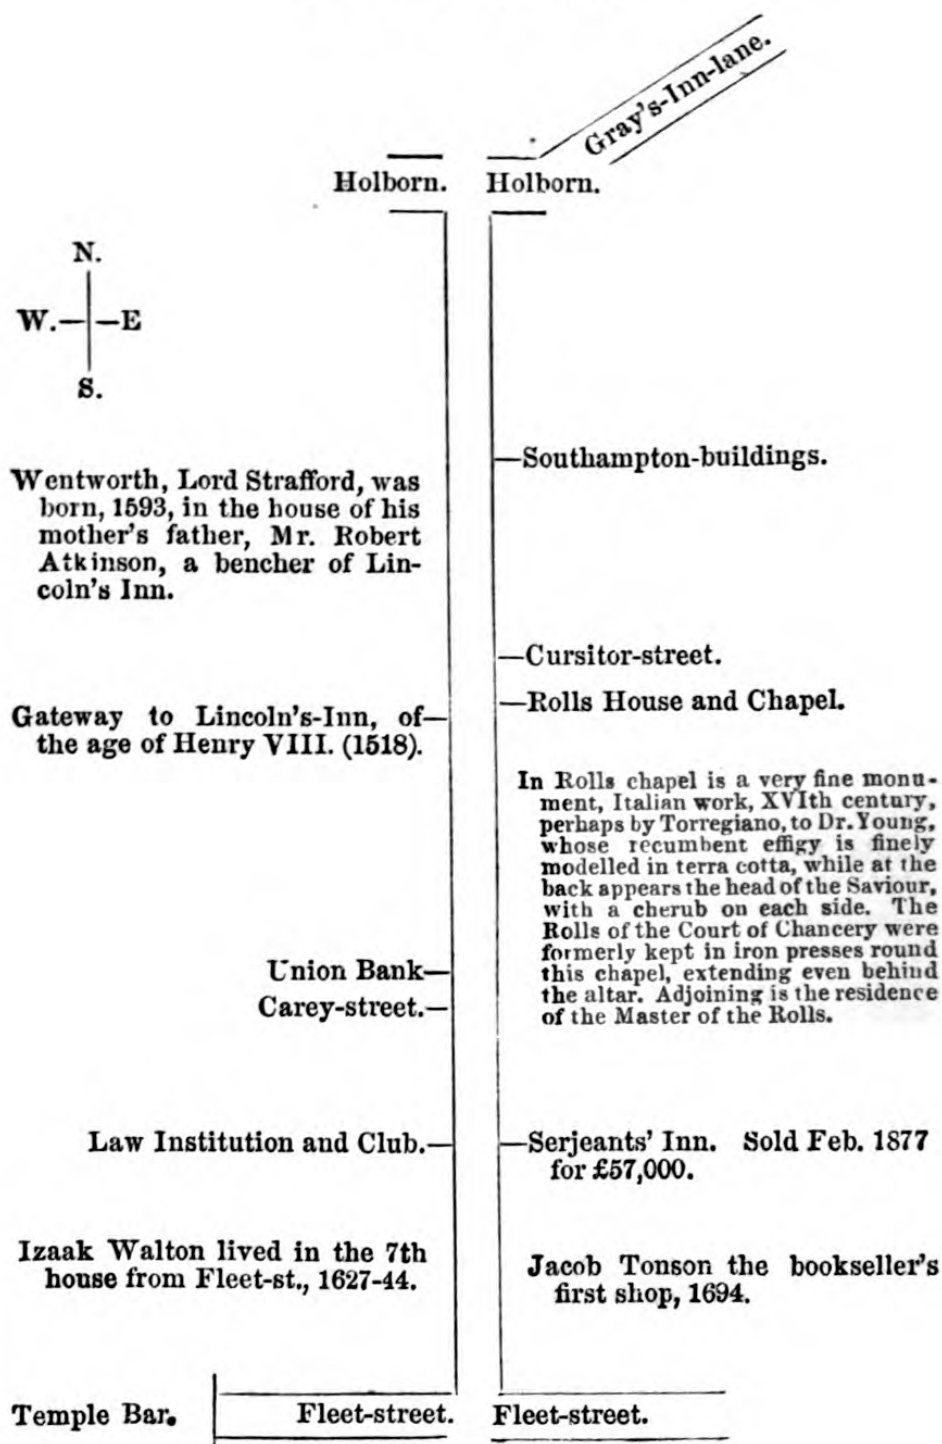 Gray's-Inn-lane.
Holborn. Holborn.
N.
W. E
S.
Southampton-buildings.
Wentworth, Lord Strafford, was
born, 1593, in the house of his
mother's father, Mr. Robert
Atkinson, a bencher of Lin-
coln's Inn.
Cursitor-street.
Rolls House and Chapel.
Gateway to Lincoln's-Inn, of
the age of Henry VIII. (1518).
In Rolls chapel is a very fine monu-
ment, Italian work, XVIth century,
perhaps by Torregiano, to Dr. Young,
whose recumbent effigy is finely
modelled in terra cotta, while at the
back appears the head of the Saviour,
with a cherub on each side. The
Rolls of the Court of Chancery were
formerly kept in iron presses round
this chapel, extending even behind
the altar. Adjoining is the residence
of the Master of the Rolls.
Union Bank
Carey-street.
Law Institution and Club.
Serjeants' Inn. Sold Feb. 1877
for £57,000.
Izaak Walton lived in the 7th
house from Fleet-st., 1627-44.
Jacob Tonson the bookseller's
first shop, 1694.
Temple Bar. Fleet-street. Fleet-street.